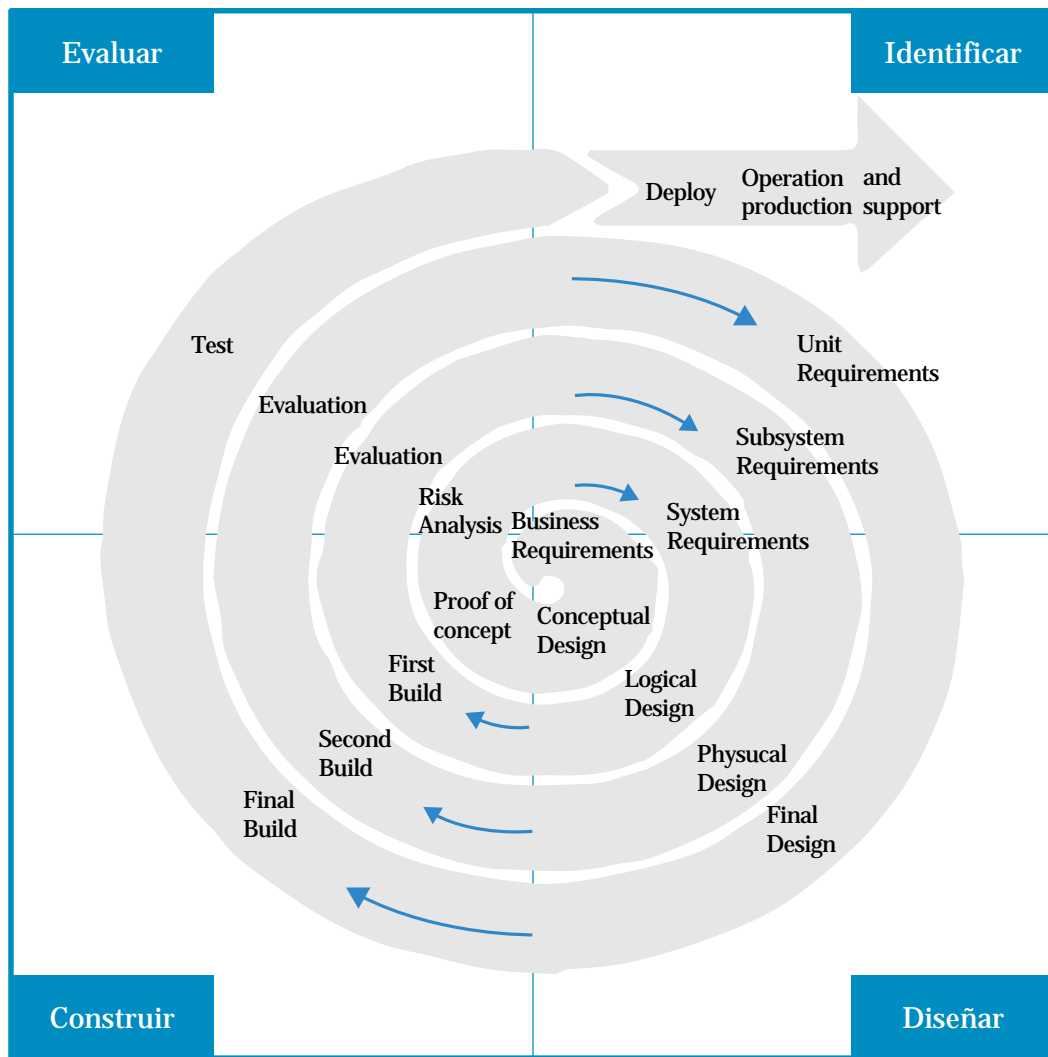 Evaluar
Identificar
Deploy
Operation and
production support
Test
Unit
Requirements
Evaluation
Subsystem
Requirements
Evaluation
Risk
Analysis
Business
Requirements
System
Requirements
Proof of
concept
Conceptual
Design
First
Build
Logical
Design
Second
Build
Physucal
Design
Final
Build
Final
Design
Construir
Diseñar